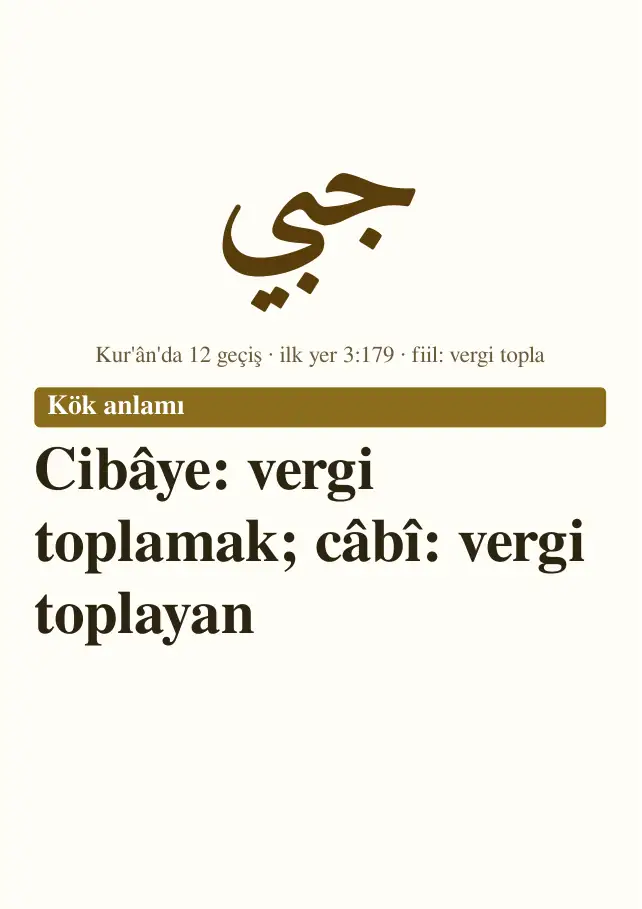 جبي
Kur'ân'da 12 geçiş · ilk yer 3:179 · fiil: vergi topla
Kök anlamı
Cibâye: vergi
toplamak; câbî: vergi
toplayan